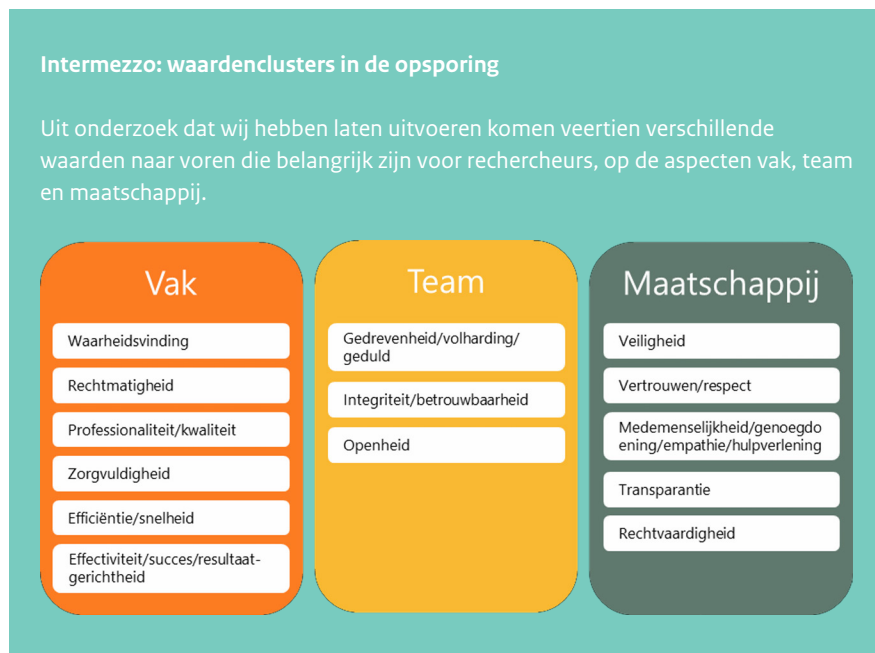 Intermezzo: waardenclusters in de opsporing
Uit onderzoek dat wij hebben laten uitvoeren komen veertien verschillende
waarden naar voren die belangrijk zijn voor rechercheurs, op de aspecten vak, team
en maatschappij.
Vak
Waarheidsvinding
Rechtmatigheid
Professionaliteit/kwaliteit
Zorgvuldigheid
Efficiëntie/snelheid
Effectiviteit/succes/resultaat-
gerichtheid
Team
Gedrevenheid/volharding/
geduld
Integriteit/betrouwbaarheid
Openheid
Maatschappij
Veiligheid
Vertrouwen/respect
Medemenselijkheid/genoegdo
ening/empathie/hulpverlening
Transparantie
Rechtvaardigheid